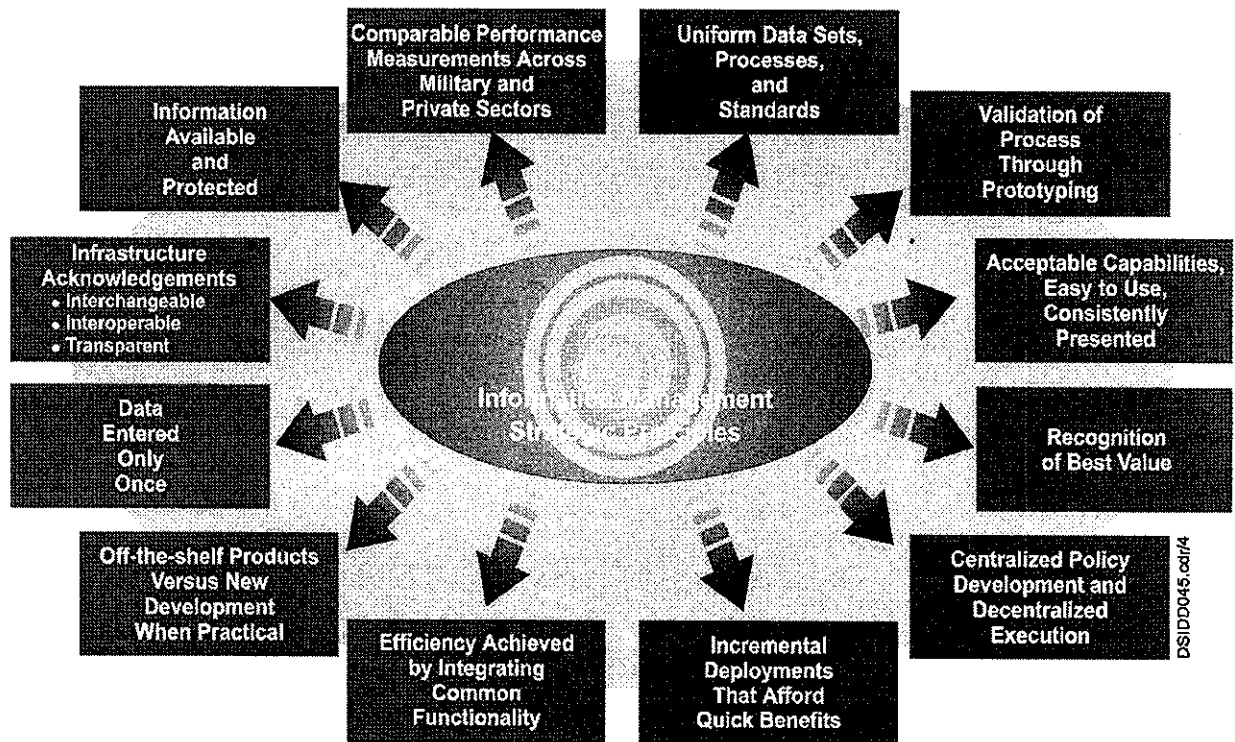 Comparable Performance
Measurements Across
Military and
Private Sectors
Uniform Data Sets,
Processes,
and
Standards
Information
Available
and
Protected
Validation of
Process
Through
Prototyping
Infrastructure
Acknowledgements
• Interchangeable
• Interoperable
• Transparent
Acceptable Capabilities,
Easy to Use,
Consistently
Presented
Information Management
Strategic Principles
Data
Entered
Only
Once
Recognition
of Best Value
Off-the-shelf Products
Versus New
Development
When Practical
Centralized Policy
Development and
Decentralized
Execution
Efficiency Achieved
by Integrating
Common
Functionality
Incremental
Deployments
That Afford
Quick Benefits
DSIDD045.cdr/4